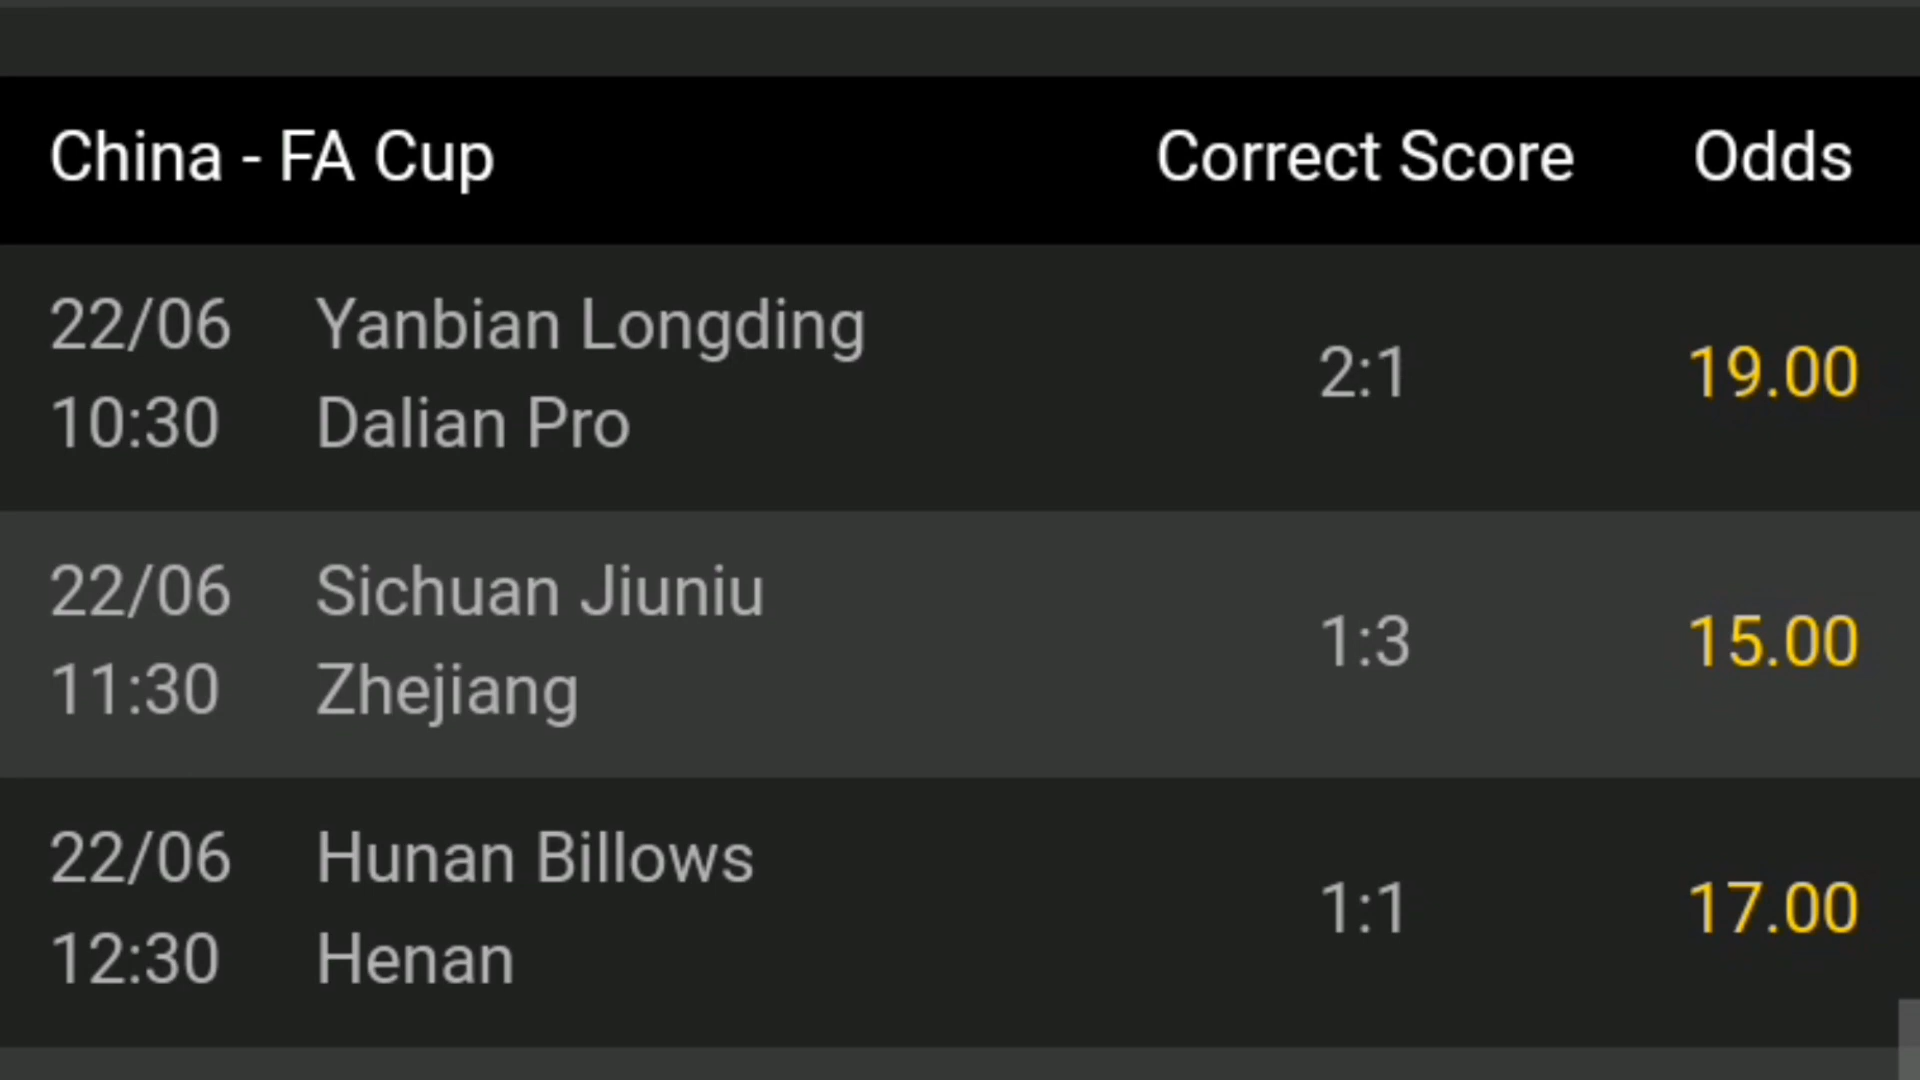 China - FA Cup Correct Score Odds
22/06 Yanbian Longding
2:1 19.00
10:30 Dalian Pro
22/06 Sichuan Jiuniu
1:3 15.00
11:30 Zhejiang
22/06 Hunan Billows
1:1 17.00
12:30 Henan